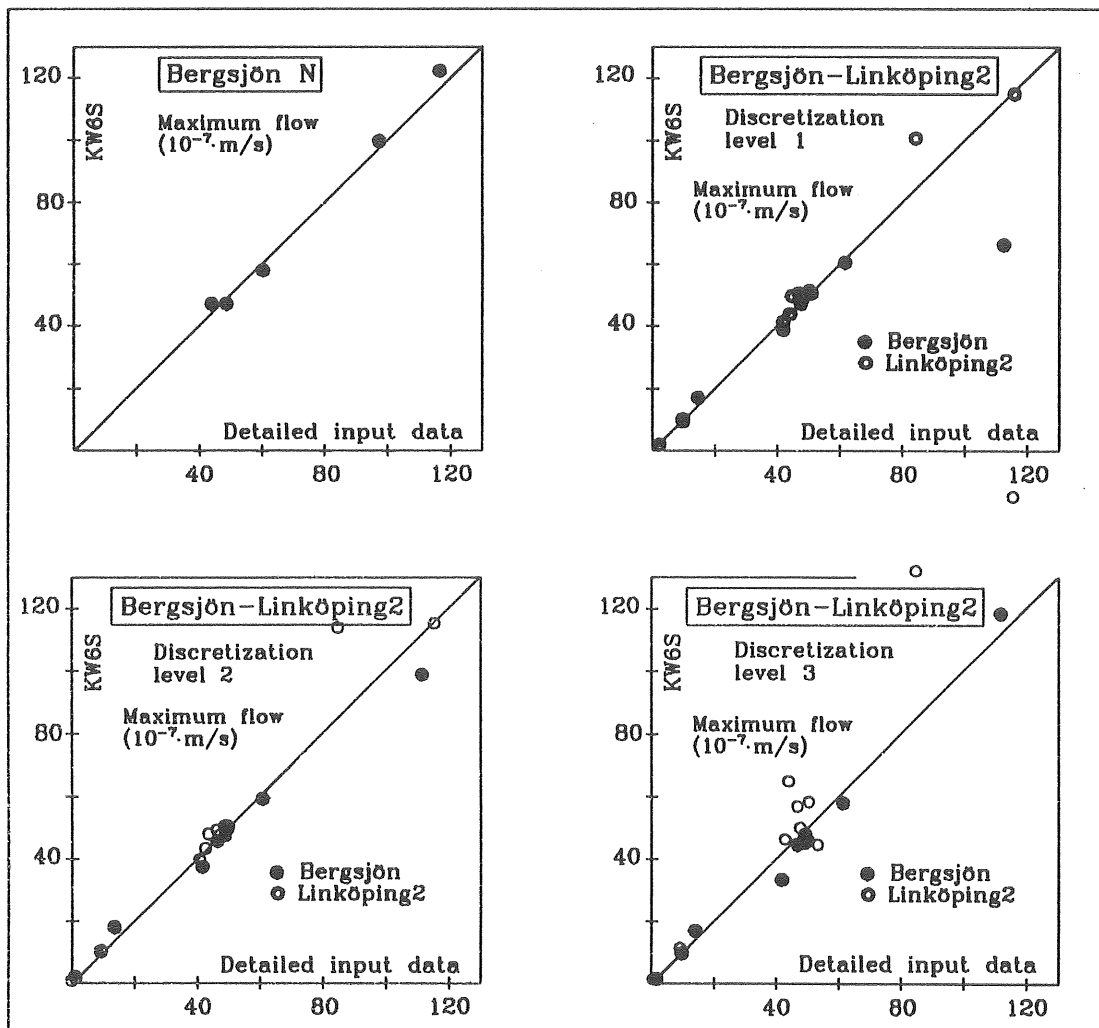 Bergsjön N
Maximum flow
(10⁻⁷·m/s)
KW6S
120
80
40
Detailed input data
40
80
120
Bergsjön-Linköping2
Discretization
level 1
Maximum flow
(10⁻⁷·m/s)
KW6S
120
80
40
Bergsjön
Linköping2
Detailed input data
40
80
120
Bergsjön-Linköping2
Discretization
level 2
Maximum flow
(10⁻⁷·m/s)
KW6S
120
80
40
Bergsjön
Linköping2
Detailed input data
40
80
120
Bergsjön-Linköping2
Discretization
level 3
Maximum flow
(10⁻⁷·m/s)
KW6S
120
80
40
Bergsjön
Linköping2
Detailed input data
40
80
120